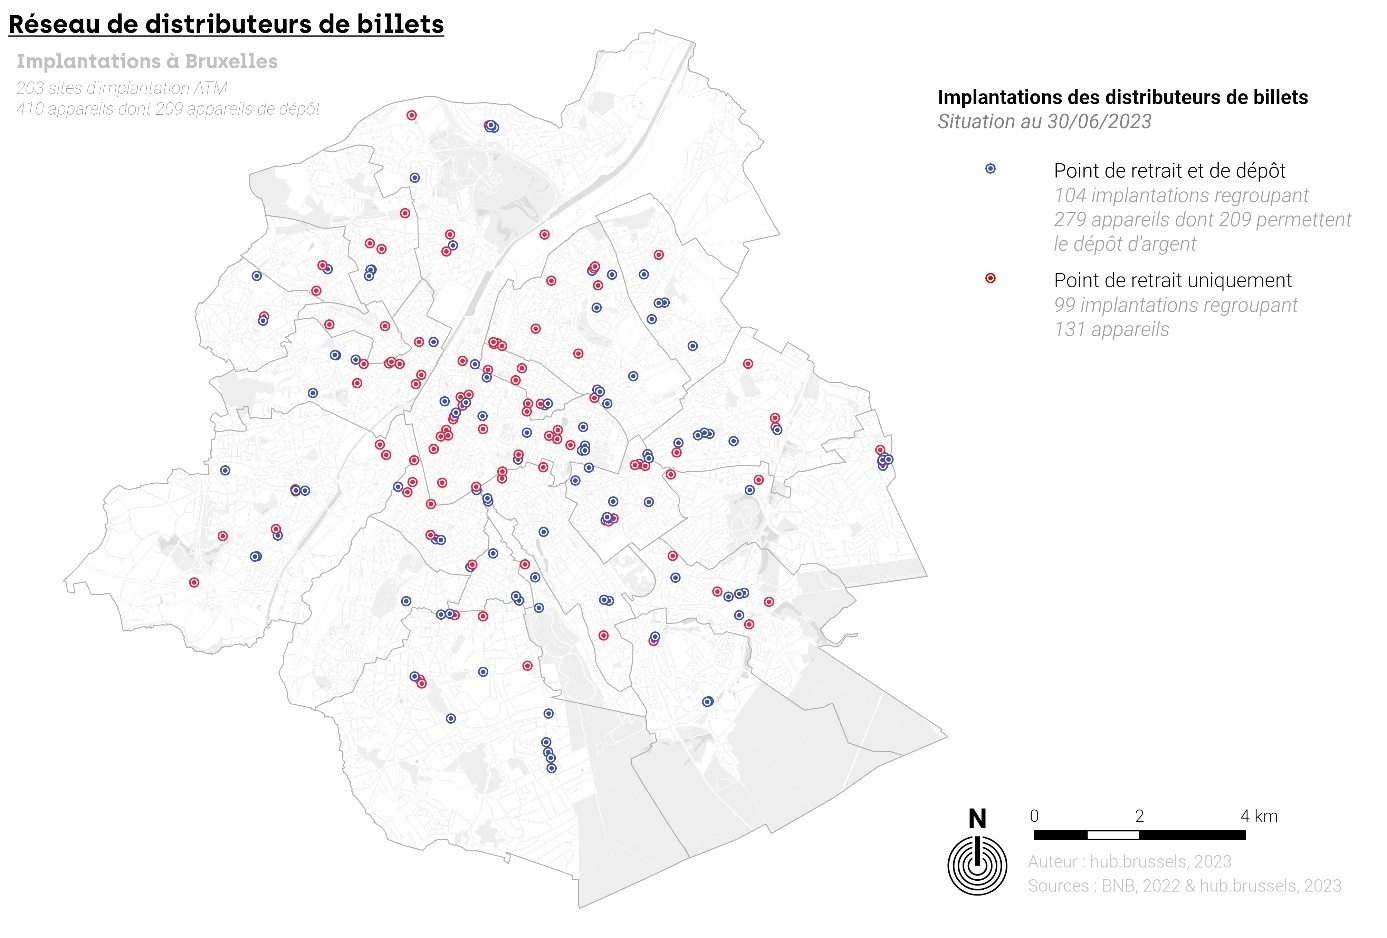 Réseau de distributeurs de billets
Implantations à Bruxelles
203 sites d'implantation ATM
410 appareils dont 209 appareils de dépôt
Implantations des distributeurs de billets
Situation au 30/06/2023
Point de retrait et de dépôt
104 implantations regroupant
279 appareils dont 209 permettent
le dépôt d'argent
Point de retrait uniquement
99 implantations regroupant
131 appareils
N
0 2 4 km
Auteur : hub.brussels, 2023
Sources : BNB, 2022 & hub.brussels, 2023